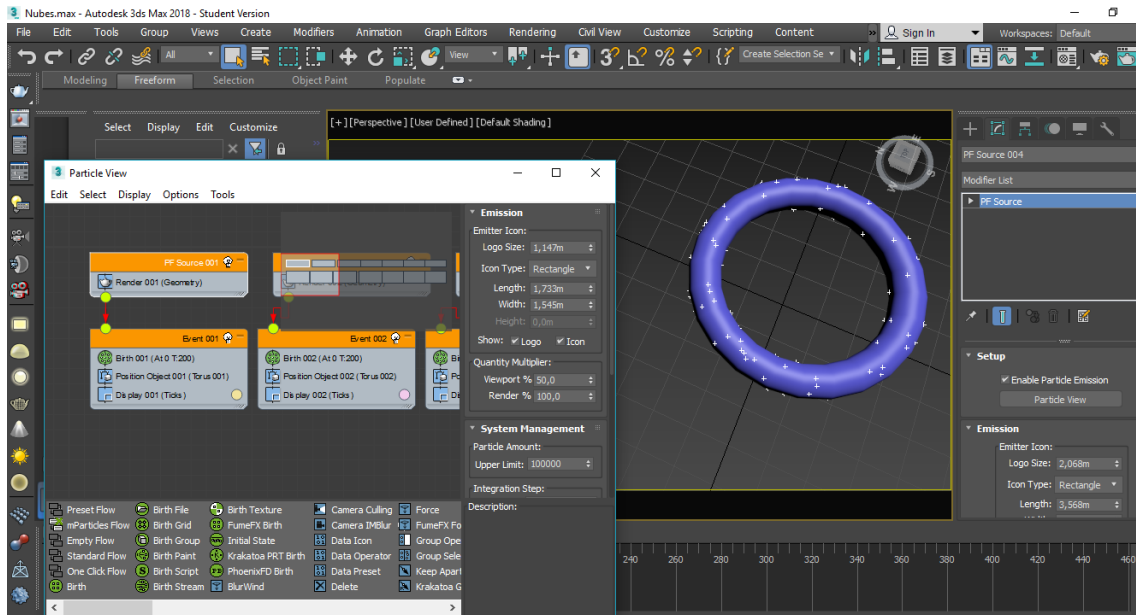 Nubes.max - Autodesk 3ds Max 2018 - Student Version
File Edit Tools Group Views Create Modifiers Animation Graph Editors Rendering Civil View Customize Scripting Content » Sign In Workspaces: Default
All View Create Selection Se
Modeling Freeform Selection Object Paint Populate
Select Display Edit Customize
[+] [Perspective ] [User Defined ] [Default Shading ]
PF Source 004
Modifier List
PF Source
Setup
Enable Particle Emission
Particle View
Emission
Emitter Icon:
Logo Size: 2,068m
Icon Type: Rectangle
Length: 3,568m
Particle View
Edit Select Display Options Tools
PF Source 001
Render 001 (Geometry)
Event 001
Birth 001 (At 0 T:200)
Position Object 001 (Torus 001)
Display 001 (Ticks)
Event 002
Birth 002 (At 0 T:200)
Position Object 002 (Torus 002)
Display 002 (Ticks)
Emission
Emitter Icon:
Logo Size: 1,147m
Icon Type: Rectangle
Length: 1,733m
Width: 1,545m
Height: 0,0m
Show: Logo Icon
Quantity Multiplier:
Viewport % 50,0
Render % 100,0
System Management
Particle Amount:
Upper Limit: 100000
Integration Step:
Description:
Preset Flow Birth File Birth Texture Camera Culling Force
mParticles Flow Birth Grid FumeFX Birth Camera IMBlur FumeFX Fo
Empty Flow Birth Group Initial State Data Icon Group Ope
Standard Flow Birth Paint Krakatoa PRT Birth Data Operator Group Sele
One Click Flow Birth Script PhoenixFD Birth Data Preset Keep Apart
Birth Birth Stream BlurWind Delete Krakatoa G
240 260 280 300 320 340 360 380 400 420 440 460